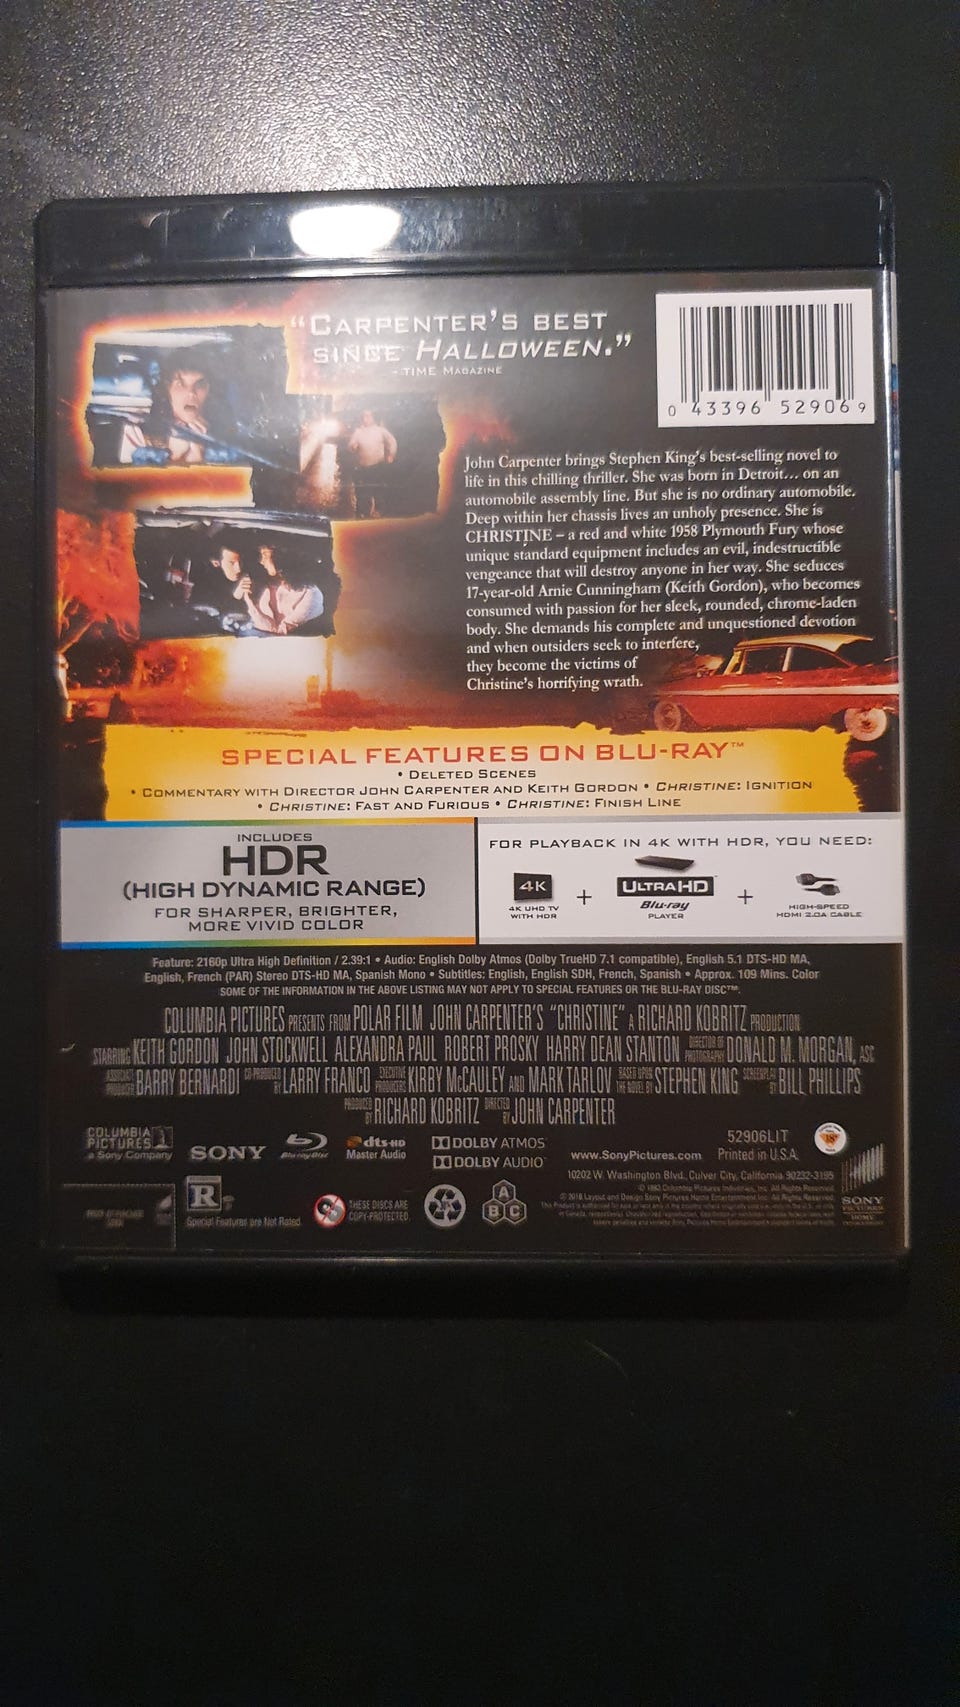 “CARPENTER’S BEST
SINCE HALLOWEEN.”
- TIME MAGAZINE
0 43396 52906 9
John Carpenter brings Stephen King’s best-selling novel to
life in this chilling thriller. She was born in Detroit... on an
automobile assembly line. But she is no ordinary automobile.
Deep within her chassis lives an unholy presence. She is
CHRISTINE – a red and white 1958 Plymouth Fury whose
unique standard equipment includes an evil, indestructible
vengeance that will destroy anyone in her way. She seduces
17-year-old Arnie Cunningham (Keith Gordon), who becomes
consumed with passion for her sleek, rounded, chrome-laden
body. She demands his complete and unquestioned devotion
and when outsiders seek to interfere,
they become the victims of
Christine’s horrifying wrath.
SPECIAL FEATURES ON BLU-RAY™
• DELETED SCENES
• COMMENTARY WITH DIRECTOR JOHN CARPENTER AND KEITH GORDON • CHRISTINE: IGNITION
• CHRISTINE: FAST AND FURIOUS • CHRISTINE: FINISH LINE
INCLUDES
HDR
(HIGH DYNAMIC RANGE)
FOR SHARPER, BRIGHTER,
MORE VIVID COLOR
FOR PLAYBACK IN 4K WITH HDR, YOU NEED:
4K
4K UHD TV
WITH HDR
+
ULTRA HD
Blu-ray
PLAYER
+
HIGH-SPEED
HDMI 2.0A CABLE
Feature: 2160p Ultra High Definition / 2.39:1 • Audio: English Dolby Atmos (Dolby TrueHD 7.1 compatible), English 5.1 DTS-HD MA,
English, French (PAR) Stereo DTS-HD MA, Spanish Mono • Subtitles: English, English SDH, French, Spanish • Approx. 109 Mins. Color
SOME OF THE INFORMATION IN THE ABOVE LISTING MAY NOT APPLY TO SPECIAL FEATURES OR THE BLU-RAY DISC™.
COLUMBIA PICTURES PRESENTS FROM POLAR FILM JOHN CARPENTER’S “CHRISTINE” A RICHARD KOBRITZ PRODUCTION
STARRING KEITH GORDON JOHN STOCKWELL ALEXANDRA PAUL ROBERT PROSKY HARRY DEAN STANTON DIRECTOR OF PHOTOGRAPHY DONALD M. MORGAN, ASC
ASSOCIATE PRODUCER BARRY BERNARDI CO-PRODUCED BY LARRY FRANCO EXECUTIVE PRODUCERS KIRBY McCAULEY AND MARK TARLOV BASED UPON THE NOVEL BY STEPHEN KING SCREENPLAY BY BILL PHILLIPS
PRODUCED BY RICHARD KOBRITZ DIRECTED BY JOHN CARPENTER
COLUMBIA
PICTURES
a Sony Company
SONY
Blu-ray Disc
dts-HD
Master Audio
DOLBY ATMOS
DOLBY AUDIO
www.SonyPictures.com
52906LIT
Printed in U.S.A.
10202 W. Washington Blvd., Culver City, California 90232-3195
R
Special Features are Not Rated.
THESE DISCS ARE
COPY-PROTECTED.
A
B C
SONY
PICTURES
HOME